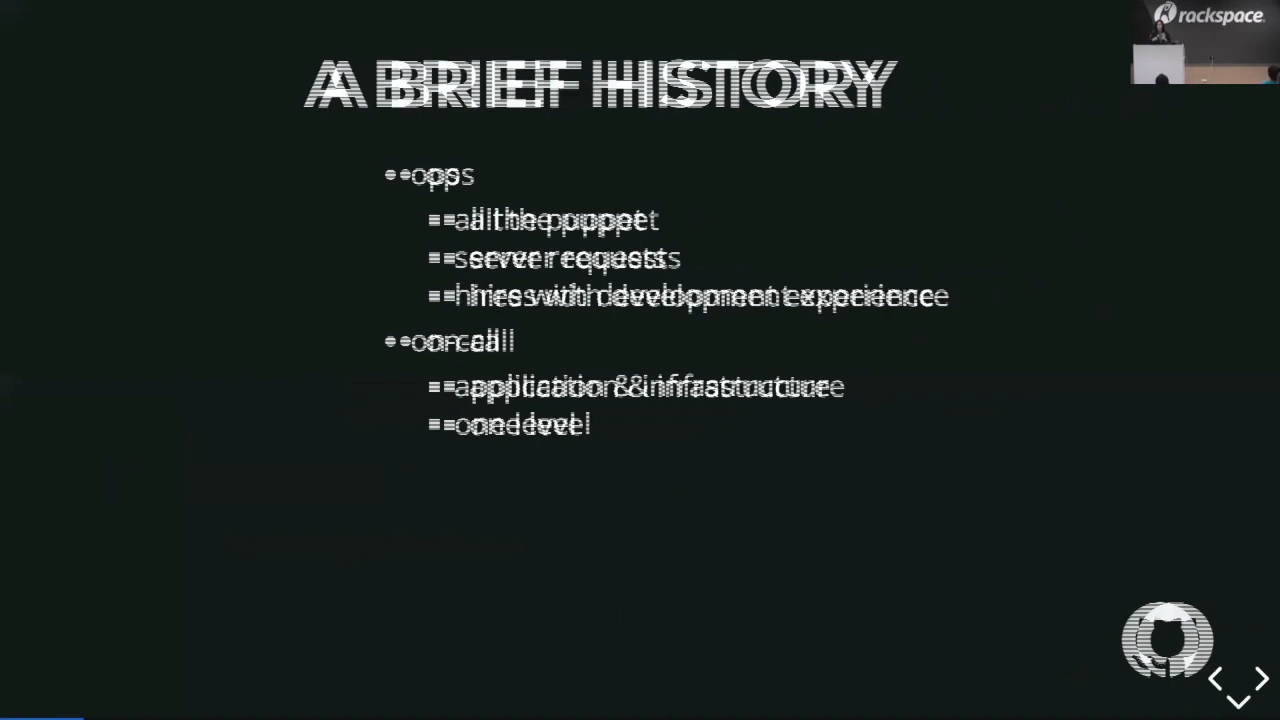 rackspace
A BRIEF HISTORY
ops
all the puppet
server requests
hires with development experience
on-call
application & infrastructure
one level